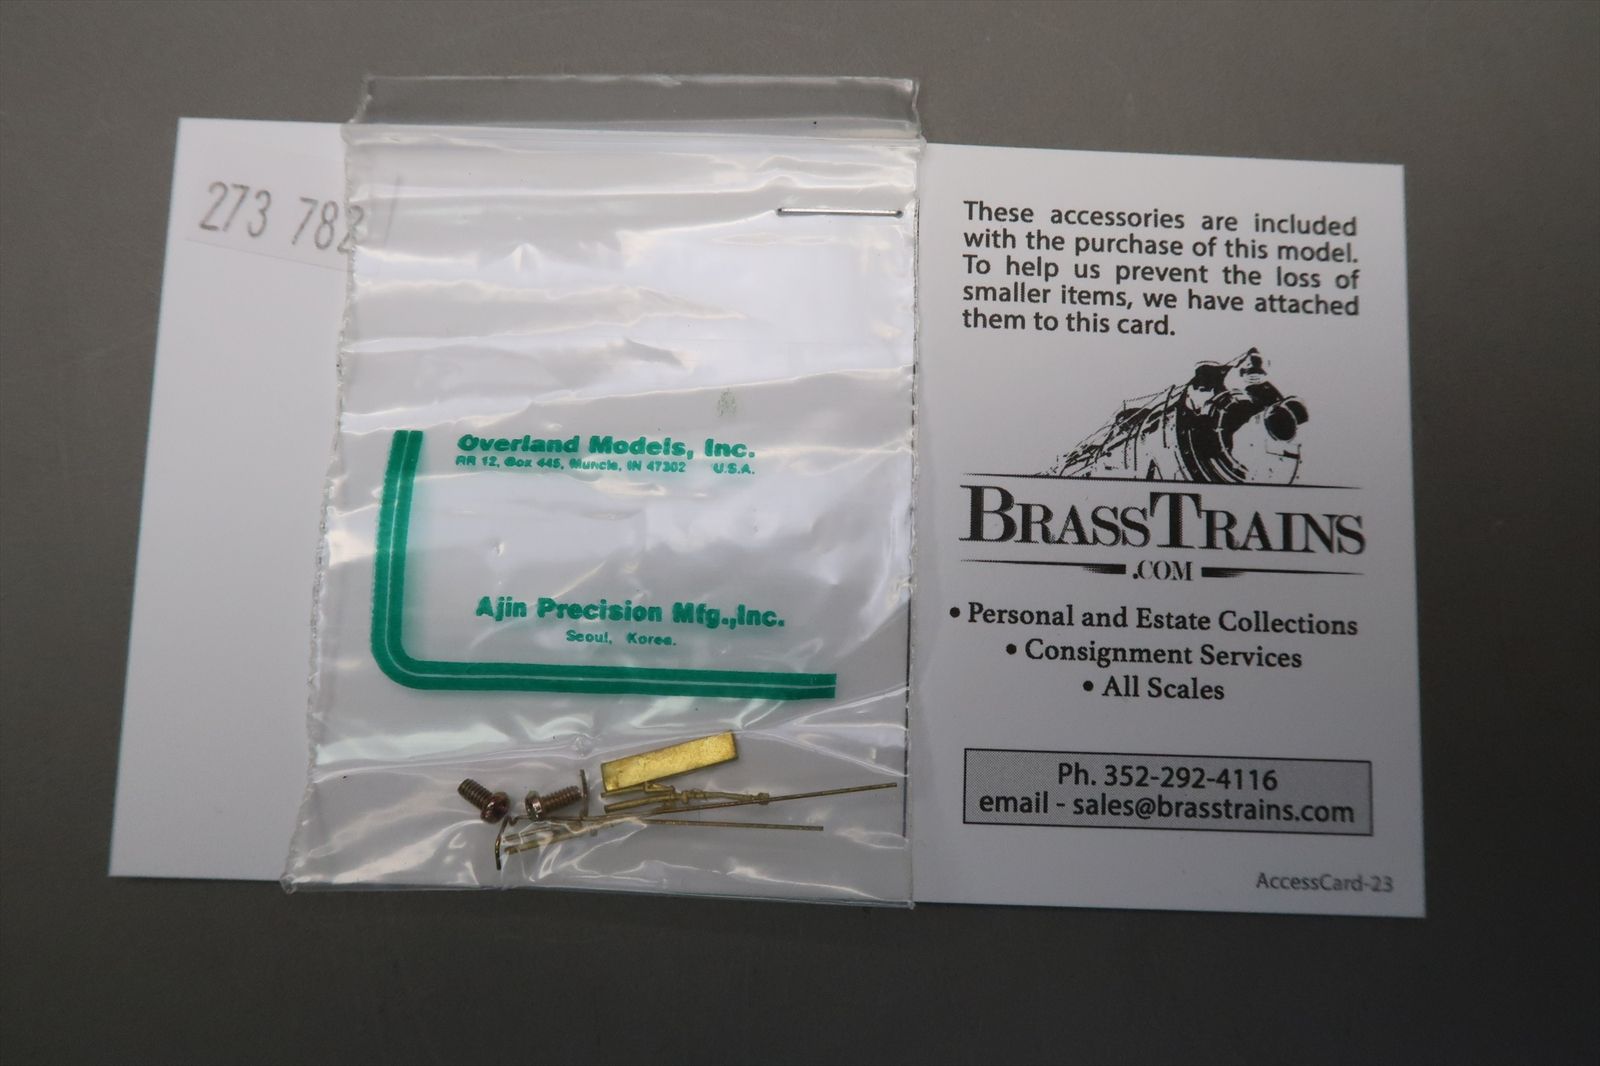 273 782
Overland Models, Inc.
RR 12, Box 445, Muncie, IN 47302 U.S.A.
Ajin Precision Mfg.,Inc.
Seoul, Korea.
These accessories are included
with the purchase of this model.
To help us prevent the loss of
smaller items, we have attached
them to this card.
BRASSTRAINS
.COM
• Personal and Estate Collections
• Consignment Services
• All Scales
Ph. 352-292-4116
email - sales@brasstrains.com
AccessCard-23